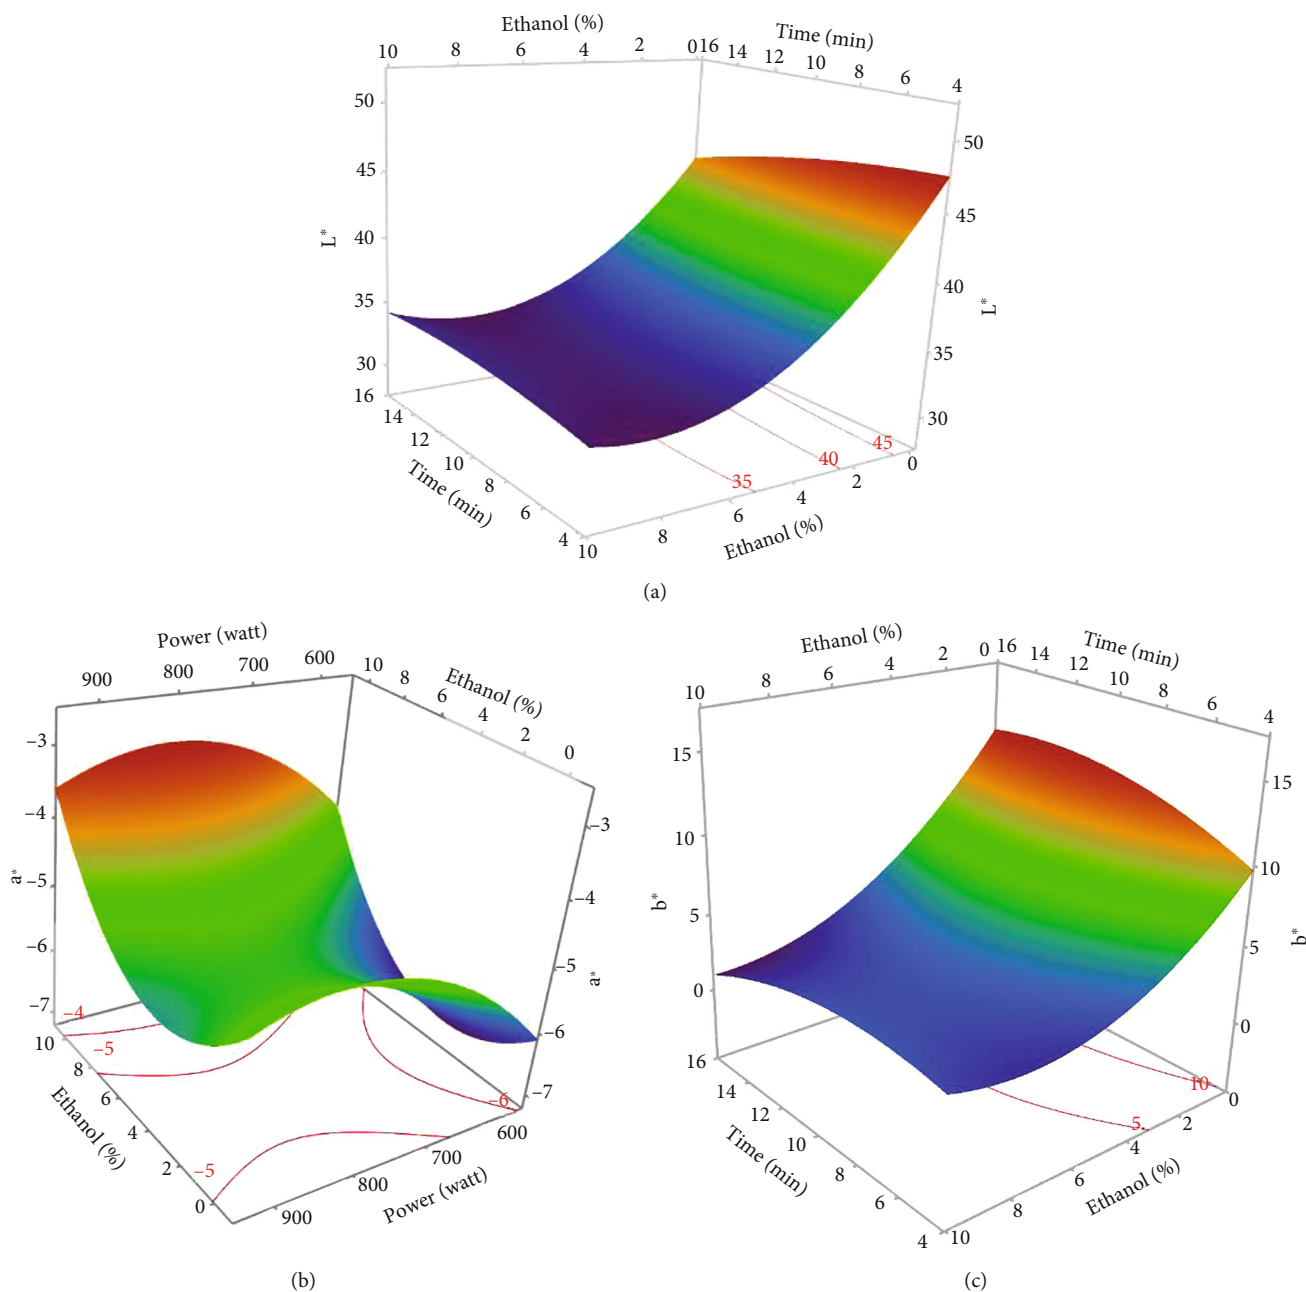 Ethanol (%)
Time (min)
10 8 6 4 2 0 16 14 12 10 8 6 4
50
45
40
35
30
L*
50
45
40
35
30
L*
16 14 12 10 8 6 4
Time (min)
35 40 45
10 8 6 4 2 0
Ethanol (%)
(a)
Power (watt)
900 800 700 600
10 8 6 4 2 0
Ethanol (%)
−3
−4
−5
−6
−7
a*
−3
−4
−5
−6
−7
a*
−4
−5
−5
−6
10 8 6 4 2 0
Ethanol (%)
900 800 700 600
Power (watt)
(b)
Ethanol (%)
Time (min)
10 8 6 4 2 0 16 14 12 10 8 6 4
15
10
5
0
b*
15
10
5
0
b*
16 14 12 10 8 6 4
Time (min)
5 10
10 8 6 4 2 0
Ethanol (%)
(c)